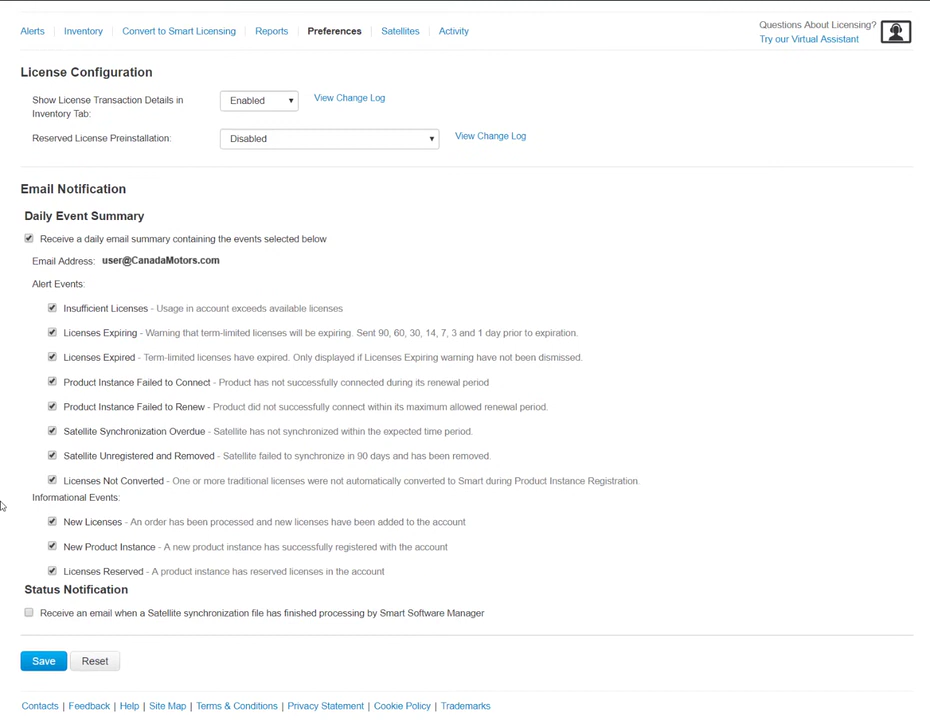 Alerts | Inventory | Convert to Smart Licensing | Reports | Preferences | Satellites | Activity
Questions About Licensing?
Try our Virtual Assistant
License Configuration
Show License Transaction Details in
Inventory Tab:
Enabled
View Change Log
Reserved License Preinstallation:
Disabled
View Change Log
Email Notification
Daily Event Summary
Receive a daily email summary containing the events selected below
Email Address: user@CanadaMotors.com
Alert Events:
Insufficient Licenses - Usage in account exceeds available licenses
Licenses Expiring - Warning that term-limited licenses will be expiring. Sent 90, 60, 30, 14, 7, 3 and 1 day prior to expiration.
Licenses Expired - Term-limited licenses have expired. Only displayed if Licenses Expiring warning have not been dismissed.
Product Instance Failed to Connect - Product has not successfully connected during its renewal period
Product Instance Failed to Renew - Product did not successfully connect within its maximum allowed renewal period.
Satellite Synchronization Overdue - Satellite has not synchronized within the expected time period.
Satellite Unregistered and Removed - Satellite failed to synchronize in 90 days and has been removed.
Licenses Not Converted - One or more traditional licenses were not automatically converted to Smart during Product Instance Registration.
Informational Events:
New Licenses - An order has been processed and new licenses have been added to the account
New Product Instance - A new product instance has successfully registered with the account
Licenses Reserved - A product instance has reserved licenses in the account
Status Notification
Receive an email when a Satellite synchronization file has finished processing by Smart Software Manager
Save Reset
Contacts | Feedback | Help | Site Map | Terms & Conditions | Privacy Statement | Cookie Policy | Trademarks